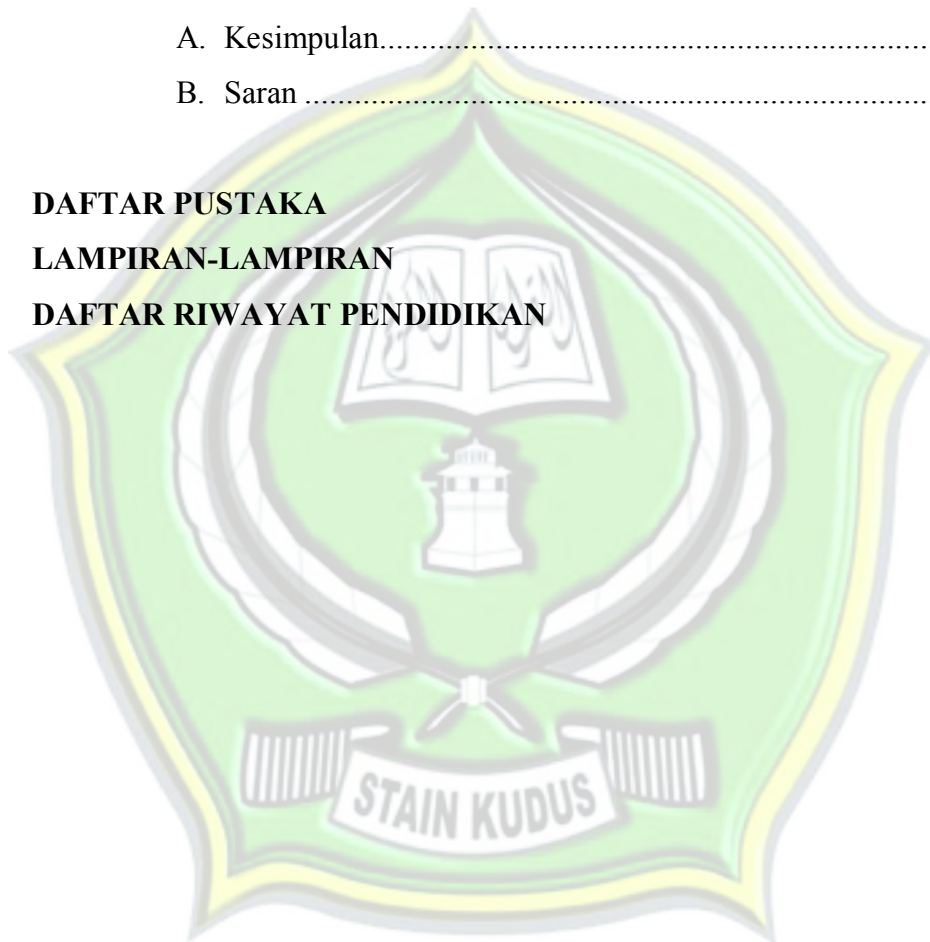 A. Kesimpulan......................................................................
B. Saran ................................................................................
DAFTAR PUSTAKA
LAMPIRAN-LAMPIRAN
DAFTAR RIWAYAT PENDIDIKAN
STAIN KUDUS